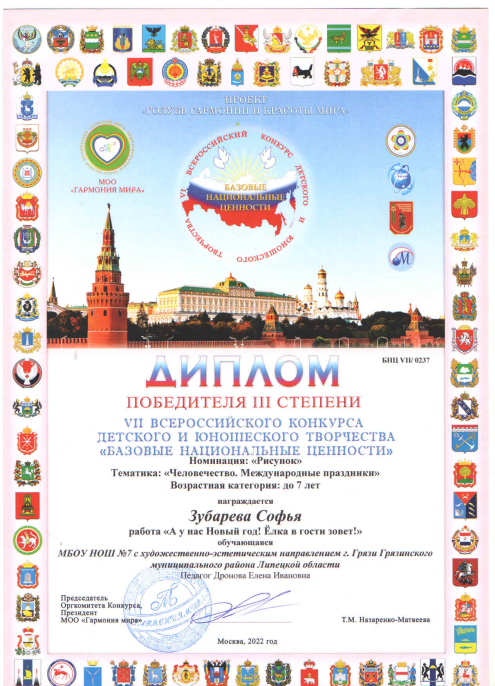 ПРОЕКТ
«ГОЛУБЬ ГАРМОНИИ И КРАСОТЫ МИРА»
МОО
«ГАРМОНИЯ МИРА»
VI ВСЕРОССИЙСКИЙ КОНКУРС ДЕТСКОГО И ЮНОШЕСКОГО ТВОРЧЕСТВА
БАЗОВЫЕ
НАЦИОНАЛЬНЫЕ
ЦЕННОСТИ
БНЦ VII/ 0237
ДИПЛОМ
ПОБЕДИТЕЛЯ III СТЕПЕНИ
VII ВСЕРОССИЙСКОГО КОНКУРСА
ДЕТСКОГО И ЮНОШЕСКОГО ТВОРЧЕСТВА
«БАЗОВЫЕ НАЦИОНАЛЬНЫЕ ЦЕННОСТИ»
Номинация: «Рисунок»
Тематика: «Человечество. Международные праздники»
Возрастная категория: до 7 лет
награждается
Зубарева Софья
работа «А у нас Новый год! Ёлка в гости зовет!»
обучающаяся
МБОУ НОШ №7 с художественно-эстетическим направлением г. Грязи Грязинского
муниципального района Липецкой области
Педагог Дронова Елена Ивановна
Председатель
Оргкомитета Конкурса,
Президент
МОО «Гармония мира»
Т.М. Назаренко-Матвеева
Москва, 2022 год